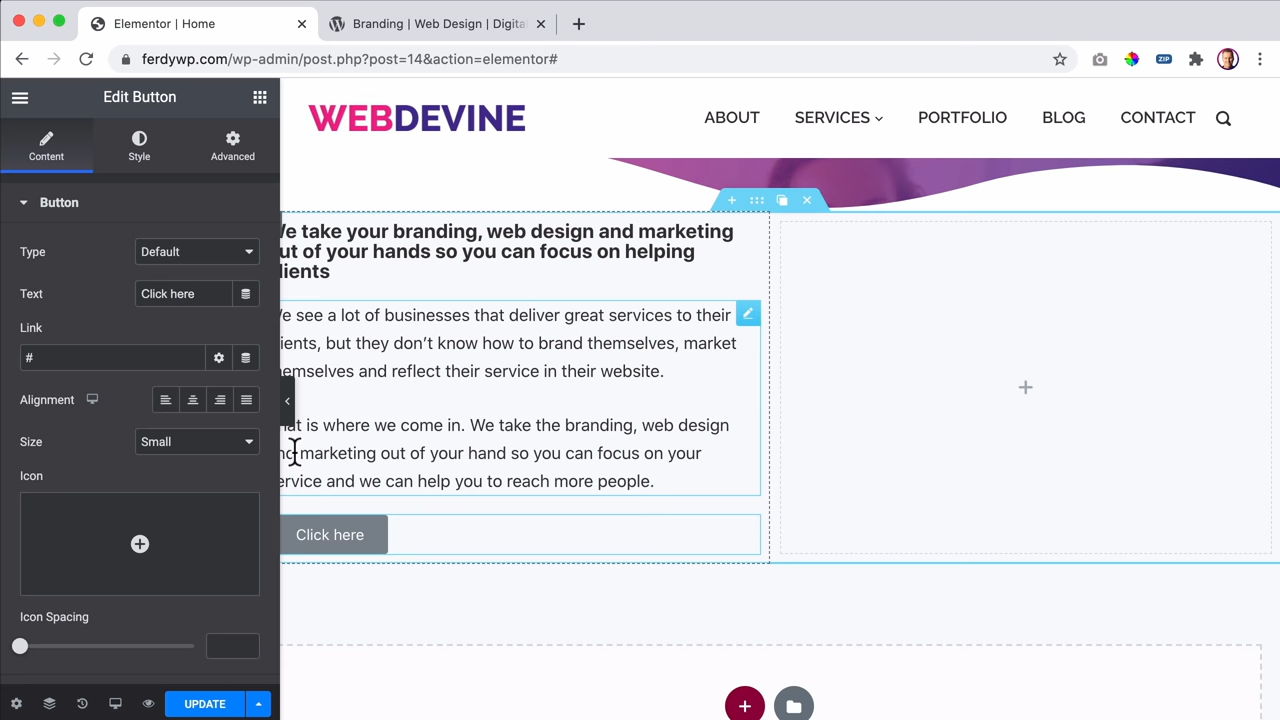 Elementor | Home
Branding | Web Design | Digita
ferdywp.com/wp-admin/post.php?post=14&action=elementor#
ZIP
Edit Button
Content
Style
Advanced
Button
Type
Default
Text
Click here
Link
#
Alignment
Size
Small
Icon
Icon Spacing
UPDATE
WEBDEVINE
ABOUT
SERVICES
PORTFOLIO
BLOG
CONTACT
e take your branding, web design and marketing
ut of your hands so you can focus on helping
lients
e see a lot of businesses that deliver great services to their
ients, but they don't know how to brand themselves, market
emselves and reflect their service in their website.
at is where we come in. We take the branding, web design
marketing out of your hand so you can focus on your
ervice and we can help you to reach more people.
Click here